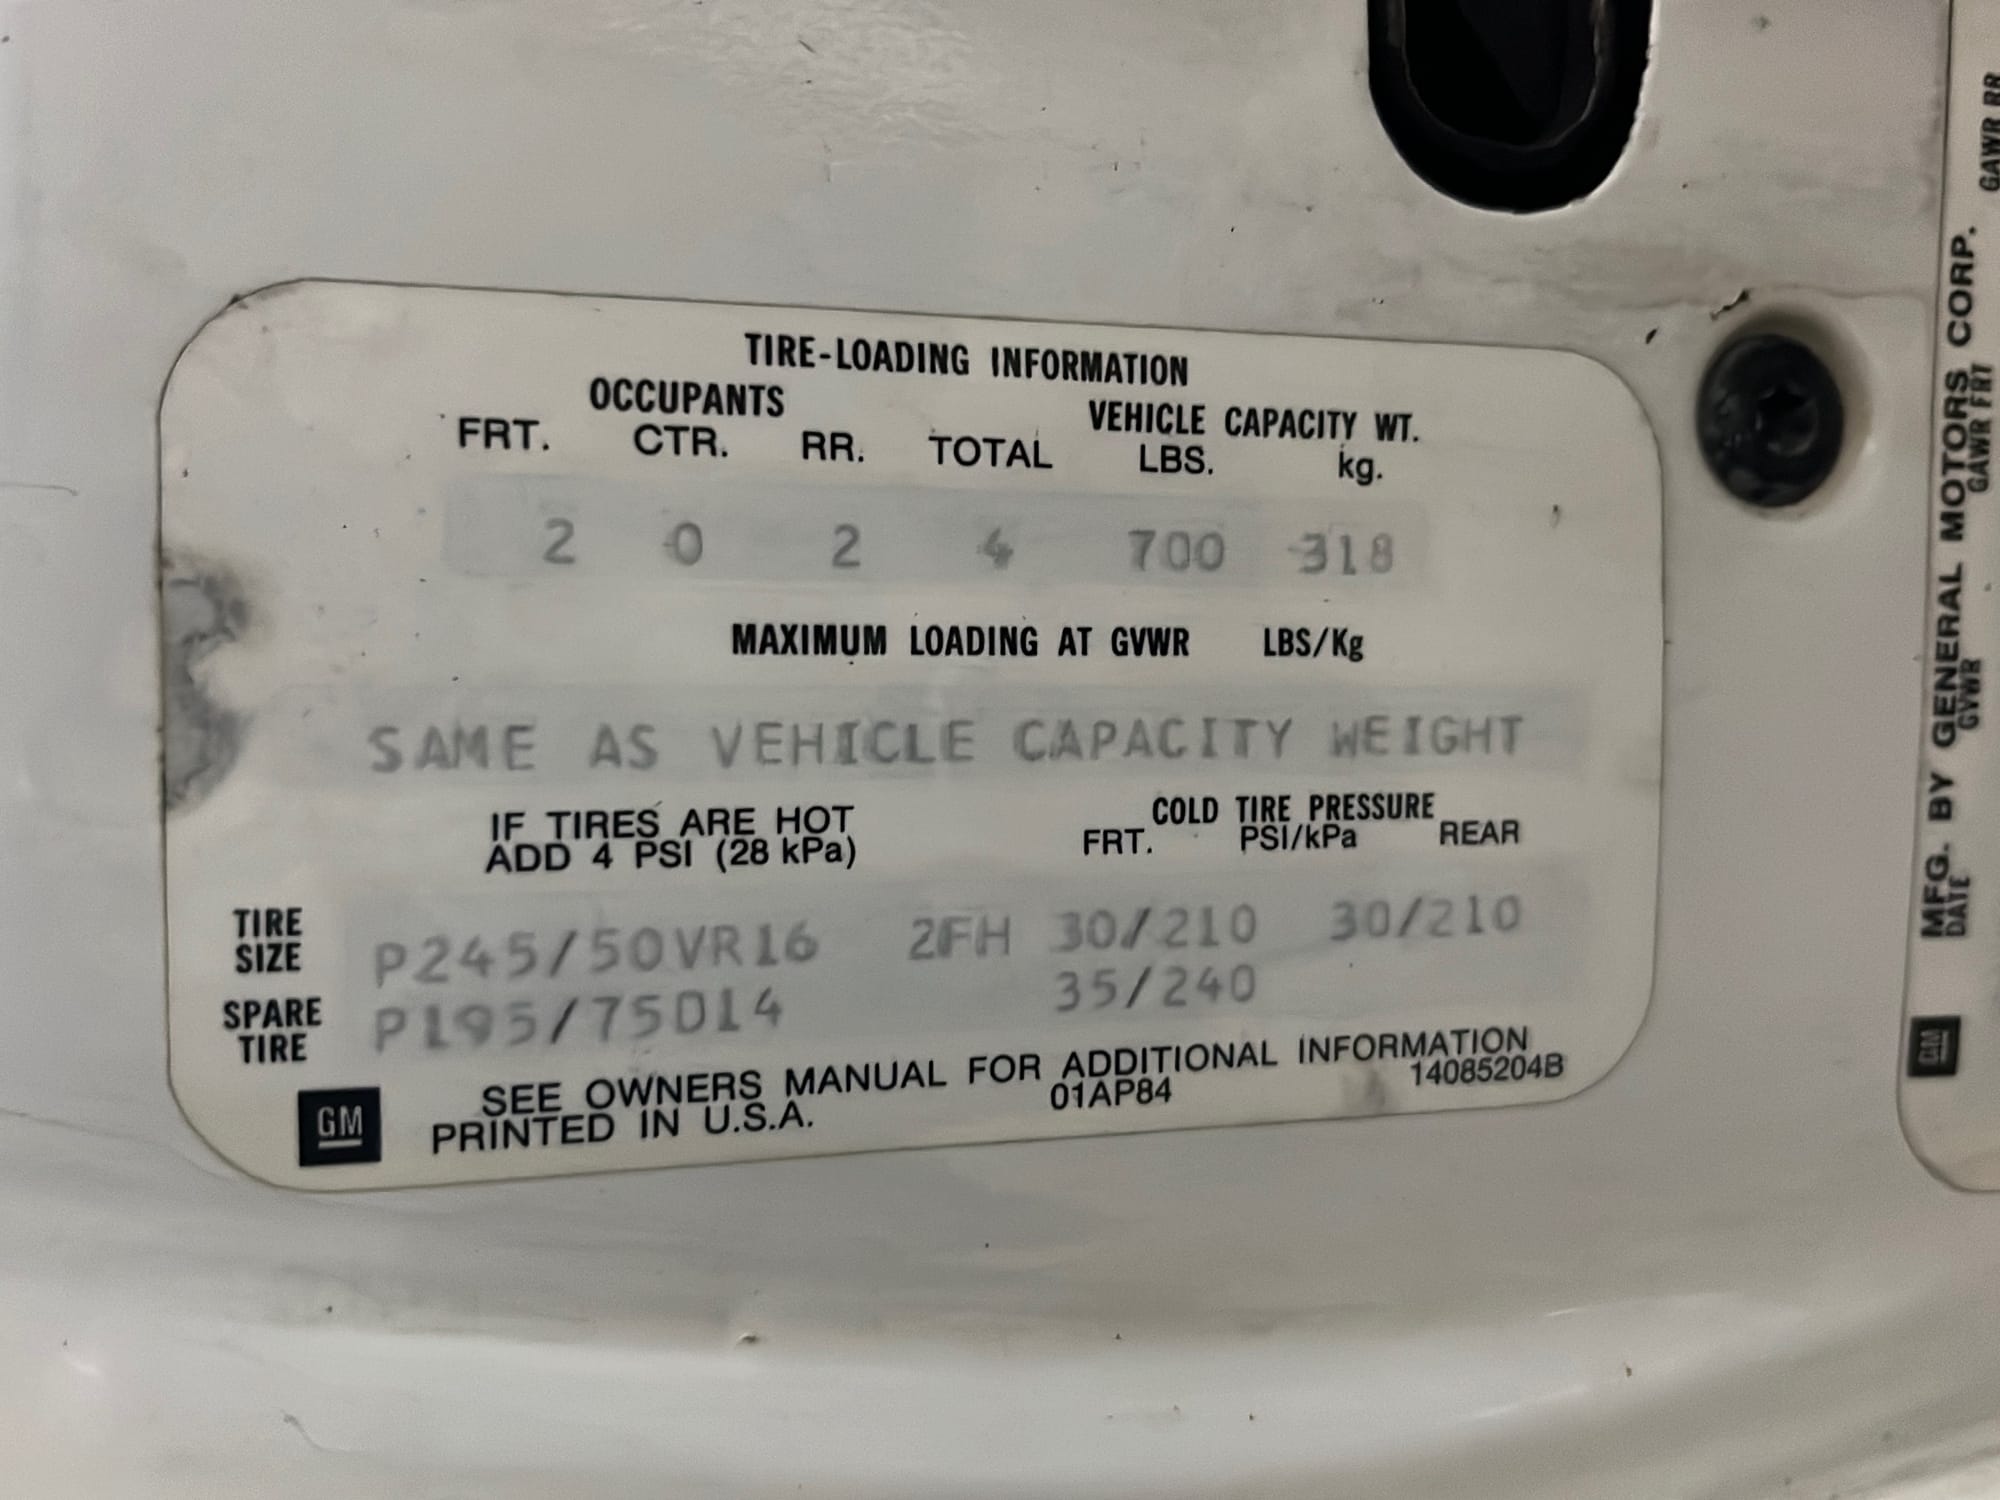 TIRE-LOADING INFORMATION
OCCUPANTS VEHICLE CAPACITY WT.
FRT. CTR. RR. TOTAL LBS. kg.
2 0 2 4 700 318
MAXIMUM LOADING AT GVWR LBS/Kg
SAME AS VEHICLE CAPACITY WEIGHT
IF TIRES ARE HOT COLD TIRE PRESSURE
ADD 4 PSI (28 kPa) FRT. PSI/kPa REAR
TIRE SIZE P245/50VR16 2FH 30/210 30/210
SPARE TIRE P195/75D14 35/240
SEE OWNERS MANUAL FOR ADDITIONAL INFORMATION
GM PRINTED IN U.S.A. 01AP84 14085204B
GM MFG. BY GENERAL MOTORS CORP.
DATE GVWR GAWR FRT GAWR RR